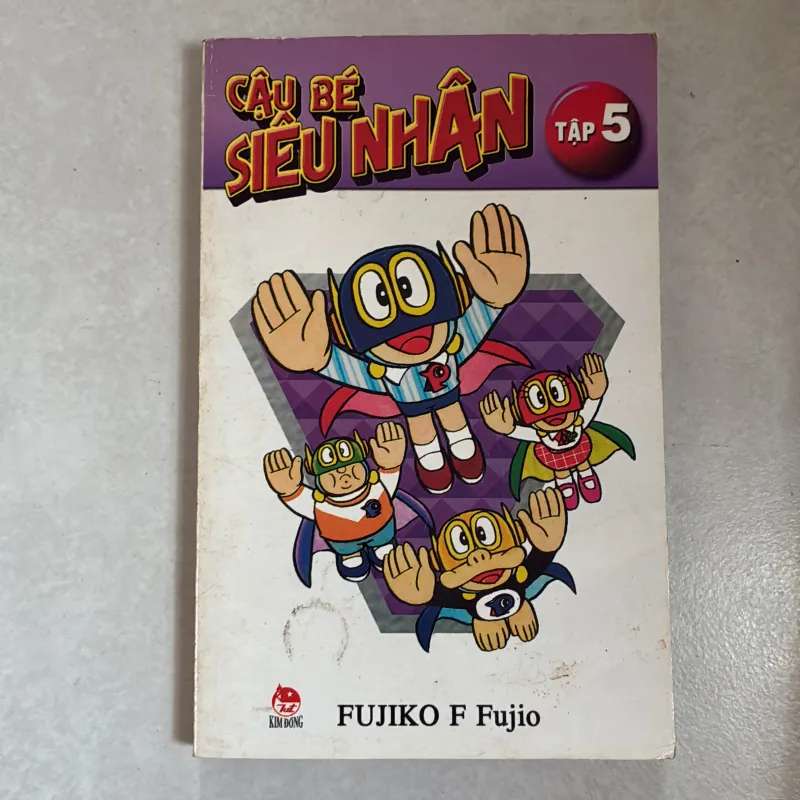 CẬU BÉ
SIÊU NHÂN
TẬP 5
KIM ĐỒNG
FUJIKO F Fujio